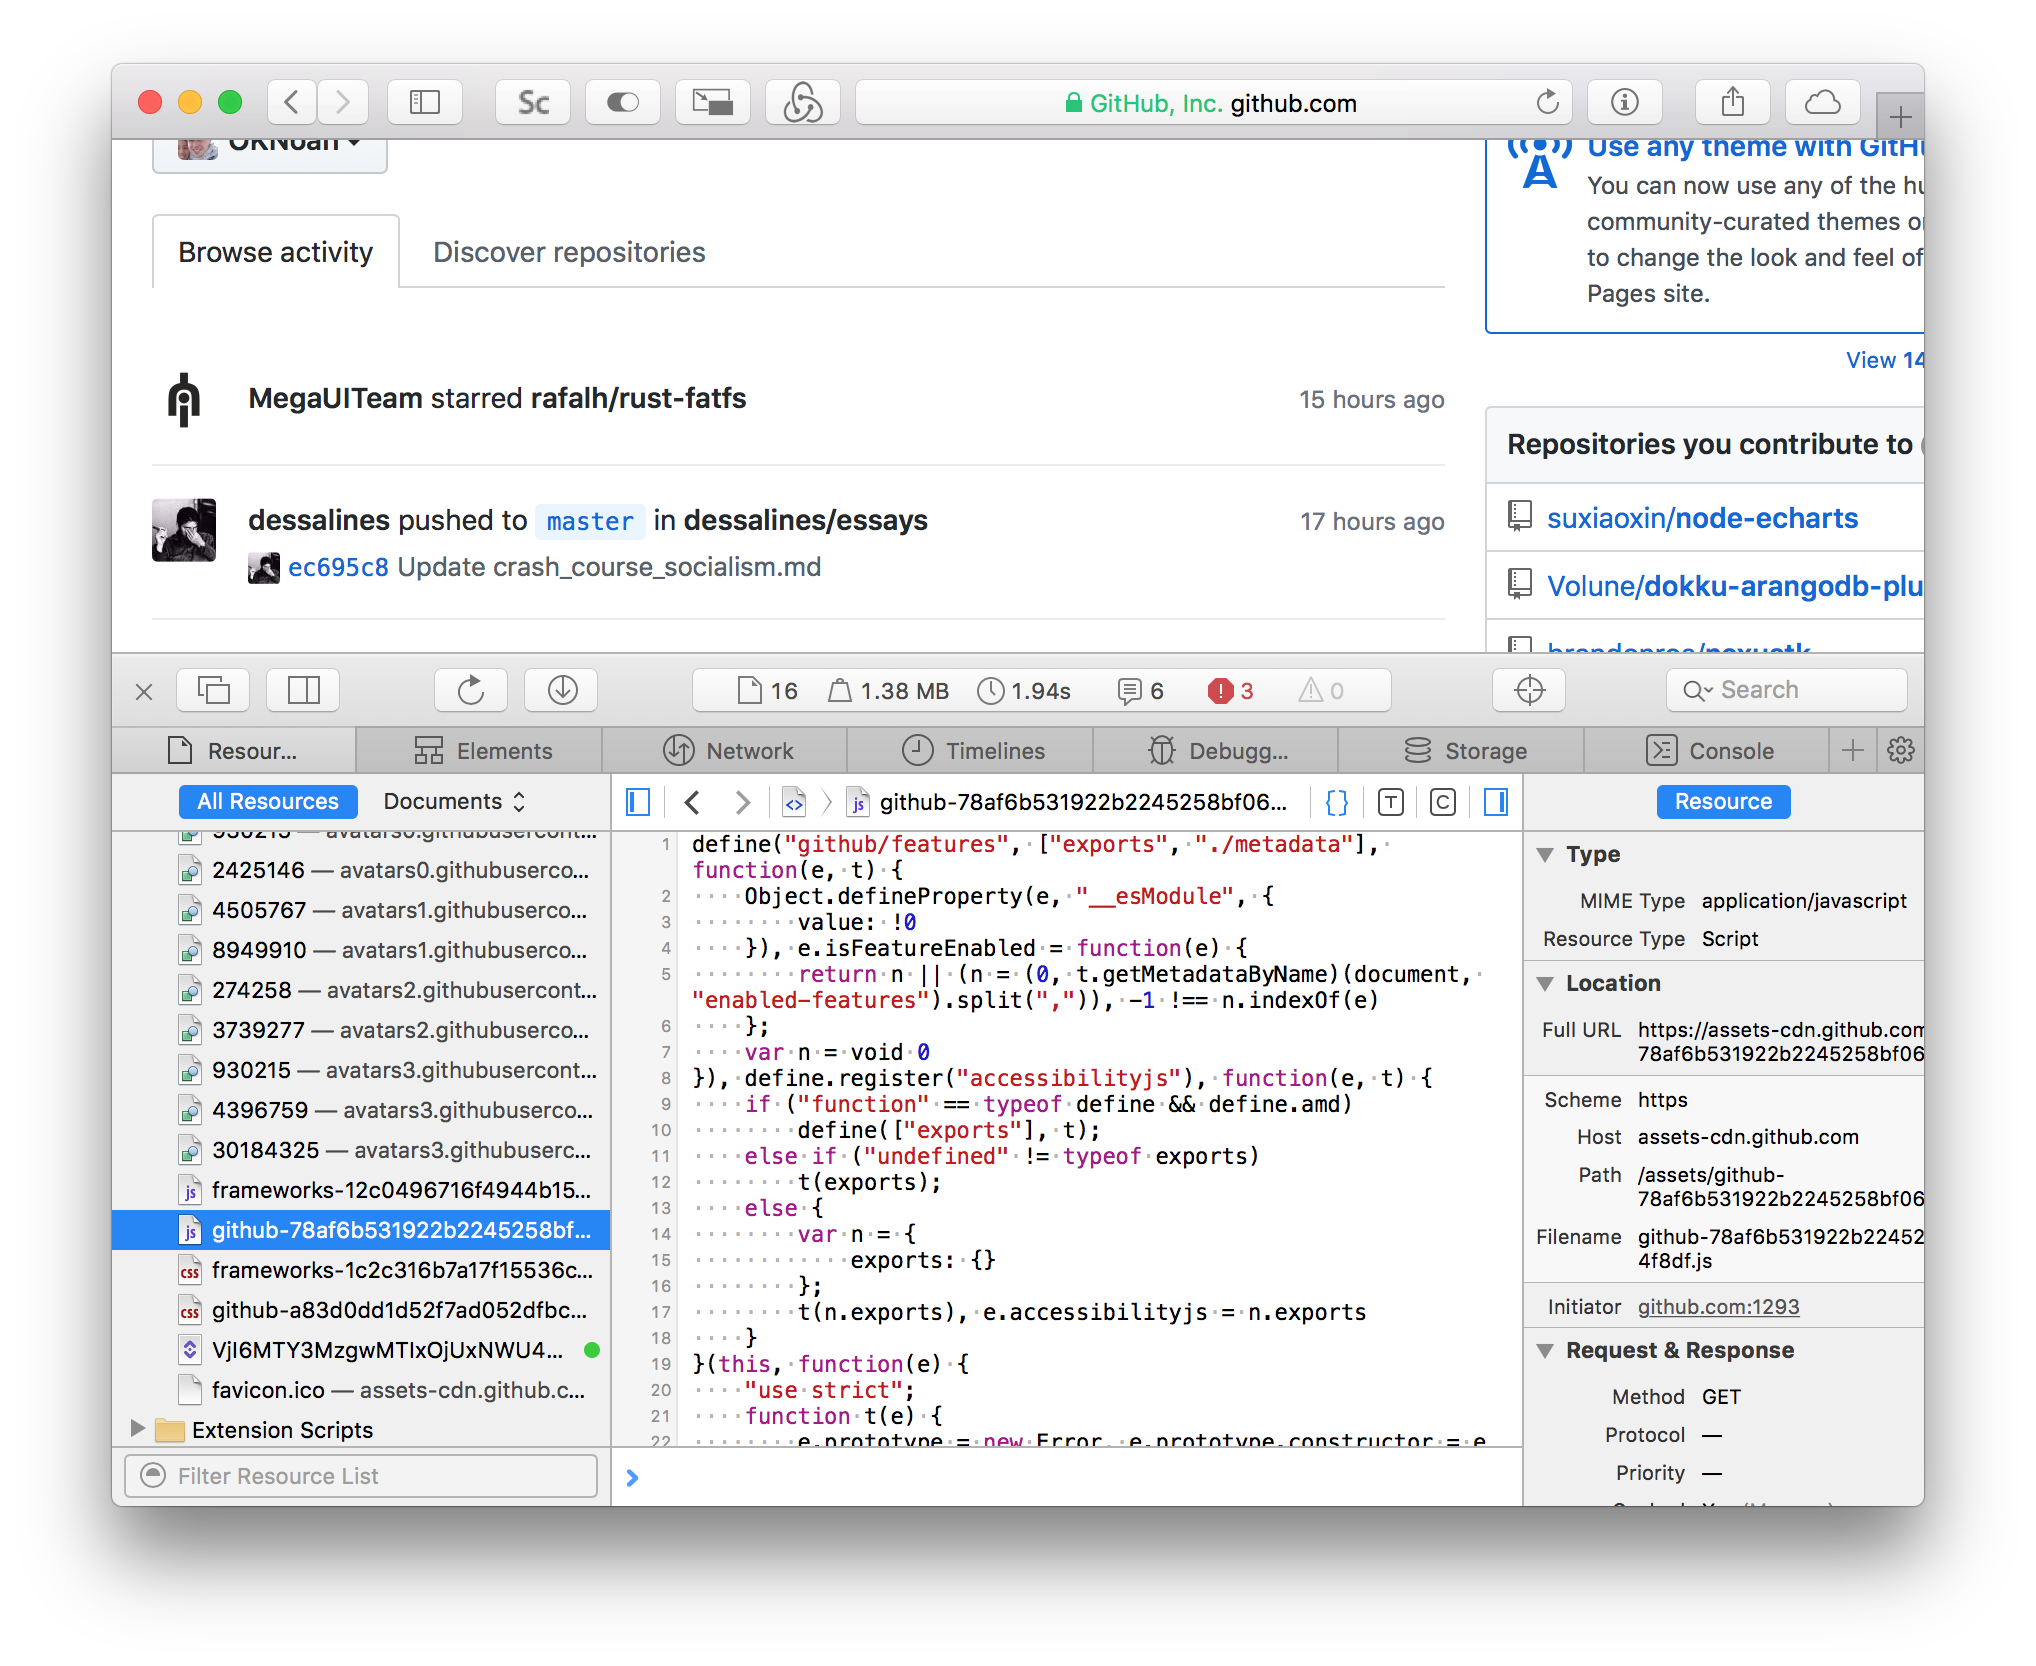 Sc
GitHub, Inc. github.com
OKNoah
Browse activity
Discover repositories
MegaUITeam starred rafalh/rust-fatfs
15 hours ago
dessalines pushed to master in dessalines/essays
17 hours ago
ec695c8 Update crash_course_socialism.md
Use any theme with GitHu
You can now use any of the hu
community-curated themes on
to change the look and feel of
Pages site.
View 14
Repositories you contribute to
suxiaoxin/node-echarts
Volune/dokku-arangodb-plu
16
1.38 MB
1.94s
6
3
0
Search
Resour...
Elements
Network
Timelines
Debugg...
Storage
Console
All Resources
Documents
github-78af6b531922b2245258bf06...
Resource
930215 — avatars0.githubusercont...
2425146 — avatars0.githubuserco...
4505767 — avatars1.githubuserco...
8949910 — avatars1.githubuserco...
274258 — avatars2.githubusercont...
3739277 — avatars2.githubuserco...
930215 — avatars3.githubusercont...
4396759 — avatars3.githubuserco...
30184325 — avatars3.githubuserc...
js frameworks-12c0496716f4944b15...
js github-78af6b531922b2245258bf...
css frameworks-1c2c316b7a17f15536c...
css github-a83d0dd1d52f7ad052dfbc...
VjI6MTY3MzgwMTIxOjUxNWU4...
favicon.ico — assets-cdn.github.c...
Extension Scripts
Filter Resource List
1 define("github/features", ["exports", "./metadata"],
function(e, t) {
2 Object.defineProperty(e, "__esModule", {
3 value: !0
4 }), e.isFeatureEnabled = function(e) {
5 return n || (n = (0, t.getMetadataByName)(document,
"enabled-features").split(",")), -1 !== n.indexOf(e)
6 };
7 var n = void 0
8 }), define.register("accessibilityjs"), function(e, t) {
9 if ("function" == typeof define && define.amd)
10 define(["exports"], t);
11 else if ("undefined" != typeof exports)
12 t(exports);
13 else {
14 var n = {
15 exports: {}
16 };
17 t(n.exports), e.accessibilityjs = n.exports
18 }
19 }(this, function(e) {
20 "use strict";
21 function t(e) {
22 e.prototype = new Error, e.prototype.constructor = e
Type
MIME Type application/javascript
Resource Type Script
Location
Full URL https://assets-cdn.github.com
78af6b531922b2245258bf06
Scheme https
Host assets-cdn.github.com
Path /assets/github-
78af6b531922b2245258bf06
Filename github-78af6b531922b22452
4f8df.js
Initiator github.com:1293
Request & Response
Method GET
Protocol —
Priority —